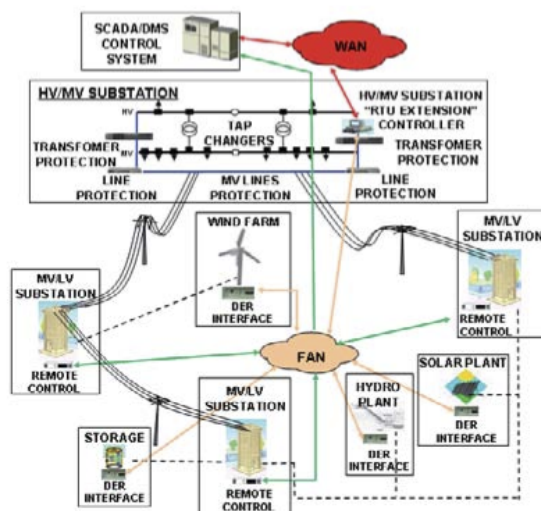 SCADA/DMS
CONTROL
SYSTEM
WAN
HV/MV SUBSTATION
HV
TRANSFOMER
PROTECTION
MV
TAP
CHANGERS
HV/MV SUBSTATION
"RTU EXTENSION"
CONTROLLER
TRANSFOMER
PROTECTION
LINE
PROTECTION
MV LINES
PROTECTION
LINE
PROTECTION
WIND FARM
DER
INTERFACE
MV/LV
SUBSTATION
REMOTE
CONTROL
MV/LV
SUBSTATION
REMOTE
CONTROL
FAN
SOLAR PLANT
DER
INTERFACE
HYDRO
PLANT
DER
INTERFACE
MV/LV
SUBSTATION
REMOTE
CONTROL
STORAGE
DER
INTERFACE